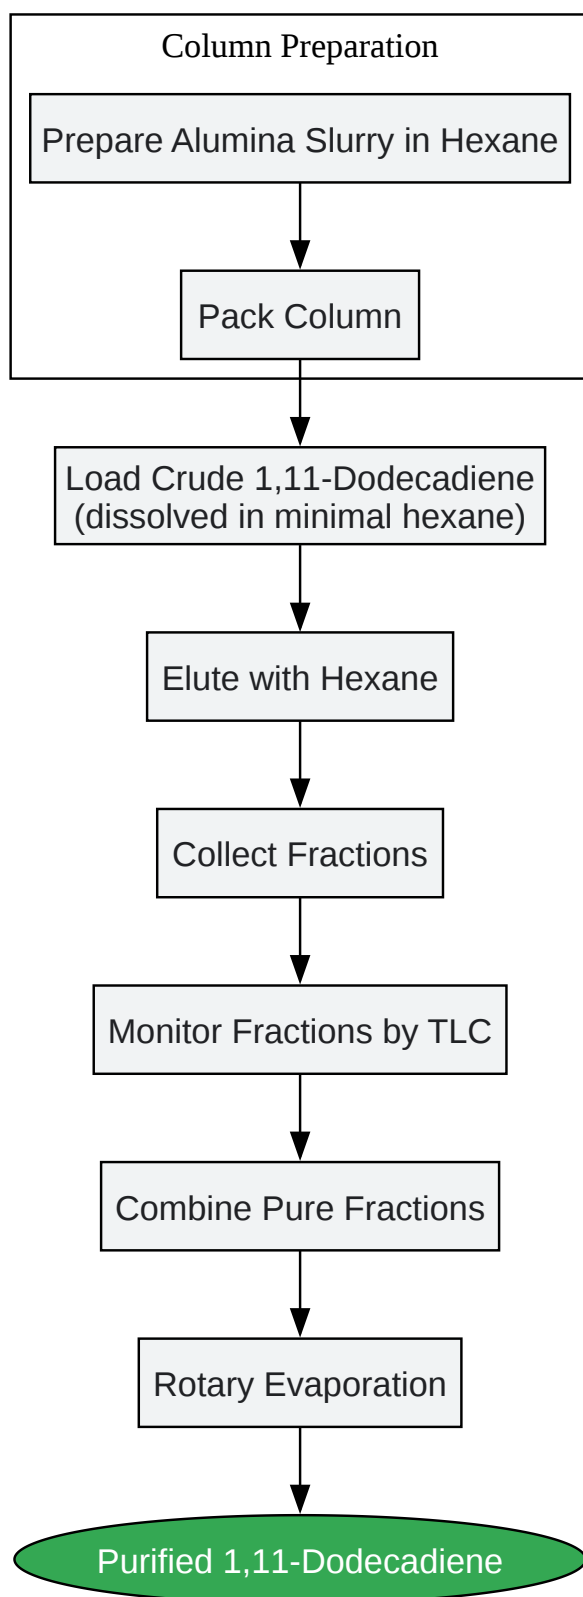 Column Preparation
Prepare Alumina Slurry in Hexane
Pack Column
Load Crude 1,11-Dodecadiene
(dissolved in minimal hexane)
Elute with Hexane
Collect Fractions
Monitor Fractions by TLC
Combine Pure Fractions
Rotary Evaporation
Purified 1,11-Dodecadiene